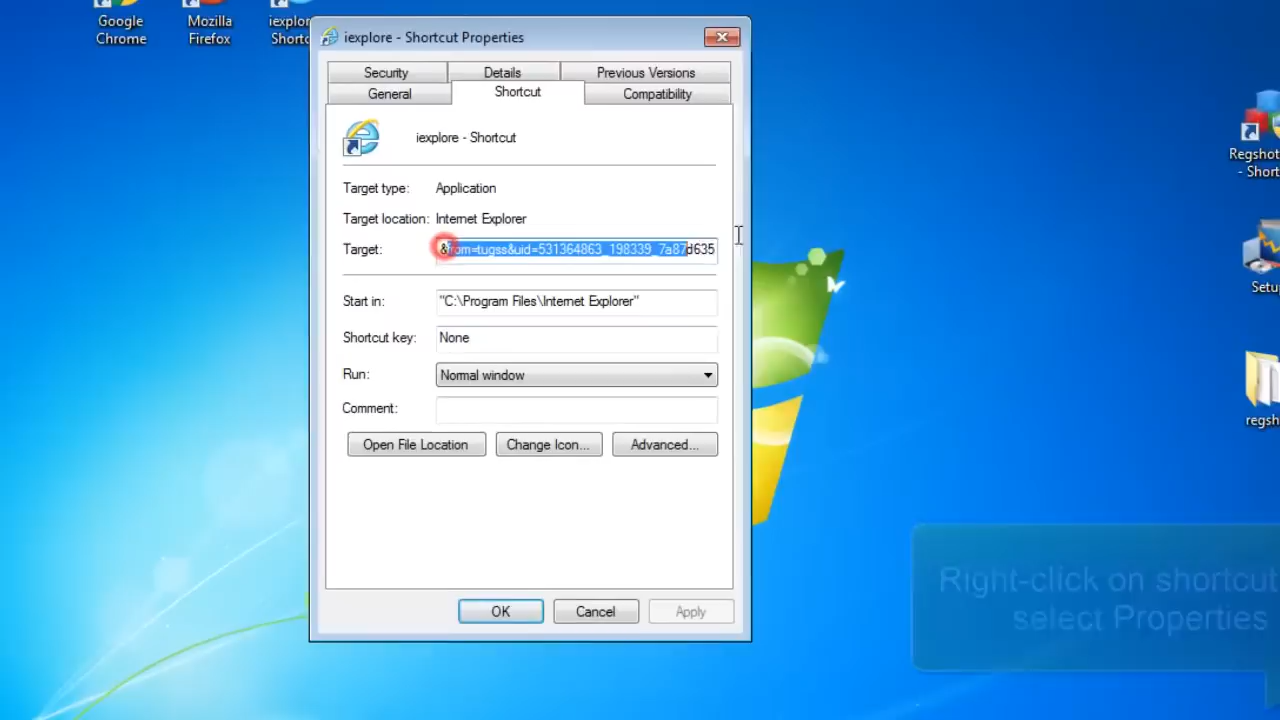 Google
Chrome
Mozilla
Firefox
iexplore - Shortcut Properties
Security
Details
Previous Versions
General
Shortcut
Compatibility
iexplore - Shortcut
Target type:
Application
Target location:
Internet Explorer
Target:
&from=tugss&uid=531364863_198339_7a87d635
Start in:
"C:\Program Files\Internet Explorer"
Shortcut key:
None
Run:
Normal window
Comment:
Open File Location
Change Icon...
Advanced...
OK
Cancel
Apply
Regshot
- Short
Setup
regsh
Right-click on shortcut
select Properties